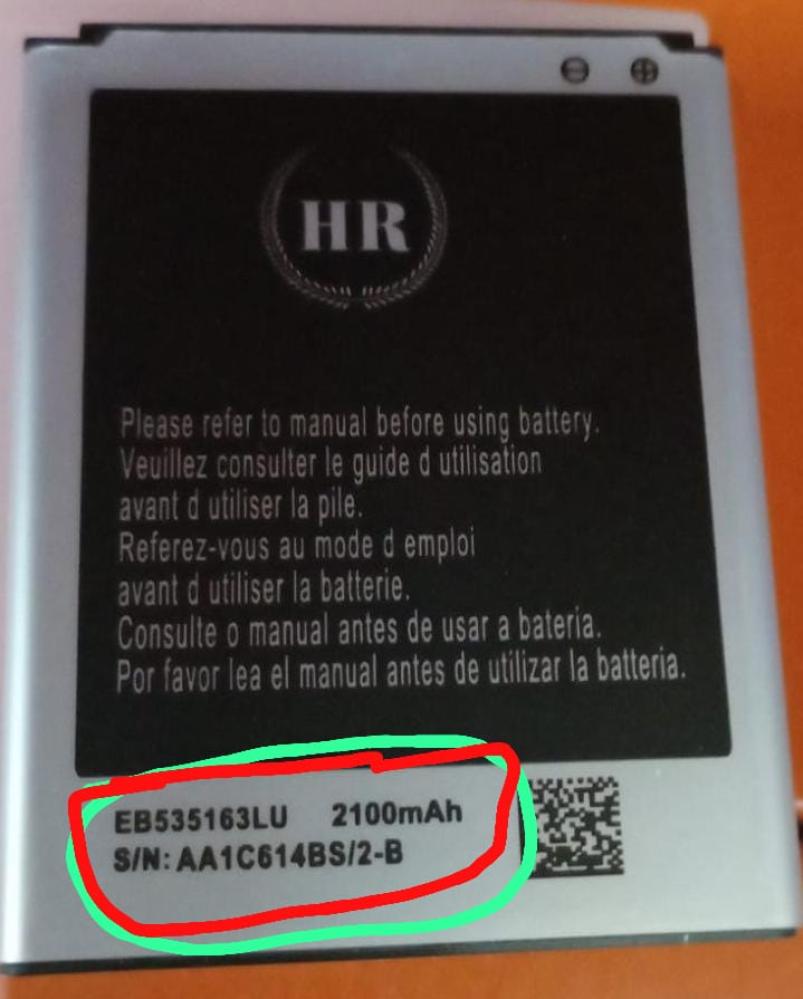 HR
Please refer to manual before using battery.
Veuillez consulter le guide d utilisation
avant d utiliser la pile.
Referez-vous au mode d emploi
avant d utiliser la batterie.
Consulte o manual antes de usar a bateria.
Por favor lea el manual antes de utilizar la batteria.
EB535163LU 2100mAh
S/N: AA1C614BS/2-B